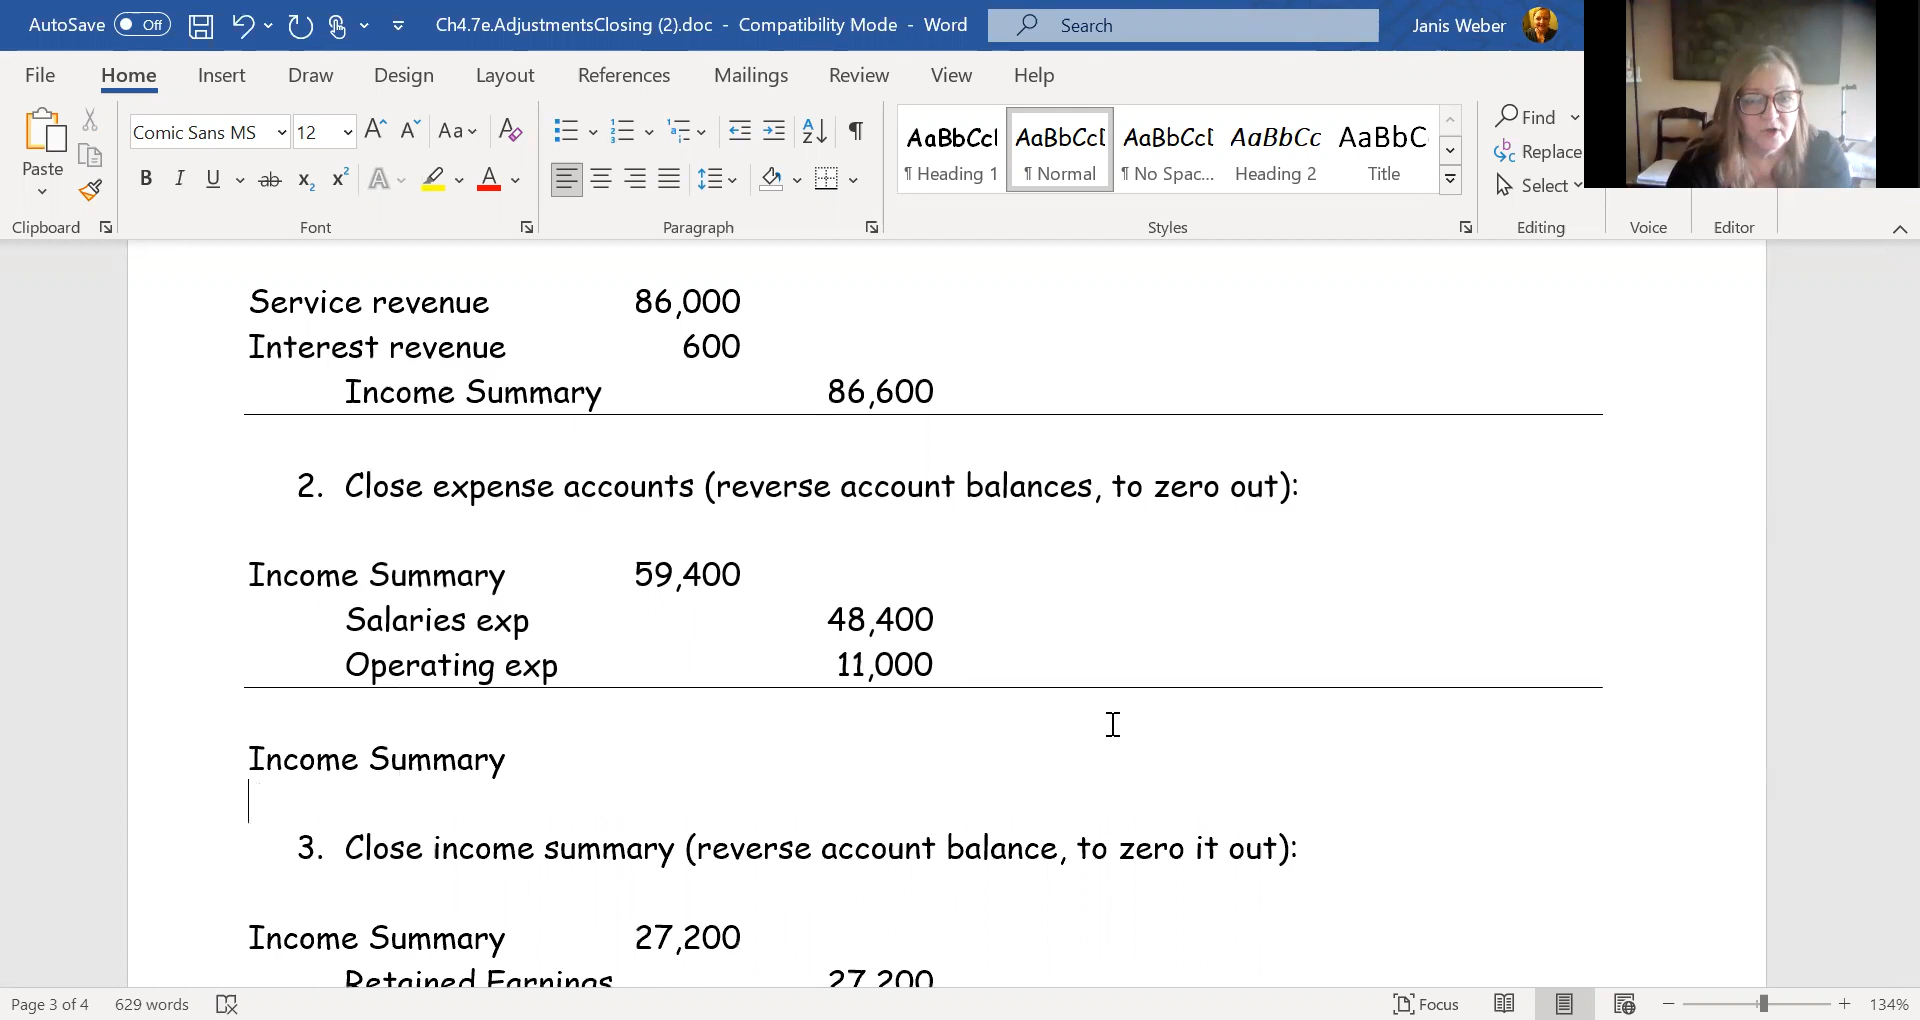 AutoSave Off Ch4.7e.AdjustmentsClosing (2).doc - Compatibility Mode - Word Search Janis Weber
File Home Insert Draw Design Layout References Mailings Review View Help
Paste
Clipboard
Comic Sans MS 12
Font
Paragraph
AaBbCcI AaBbCcI AaBbCcI AaBbCc AaBbC
¶ Heading 1 ¶ Normal ¶ No Spac... Heading 2 Title
Styles
Find
Replace
Select
Editing
Voice
Editor
Service revenue 86,000
Interest revenue 600
Income Summary 86,600
2. Close expense accounts (reverse account balances, to zero out):
Income Summary 59,400
Salaries exp 48,400
Operating exp 11,000
Income Summary
3. Close income summary (reverse account balance, to zero it out):
Income Summary 27,200
Retained Earnings 27,200
Page 3 of 4 629 words Focus 134%